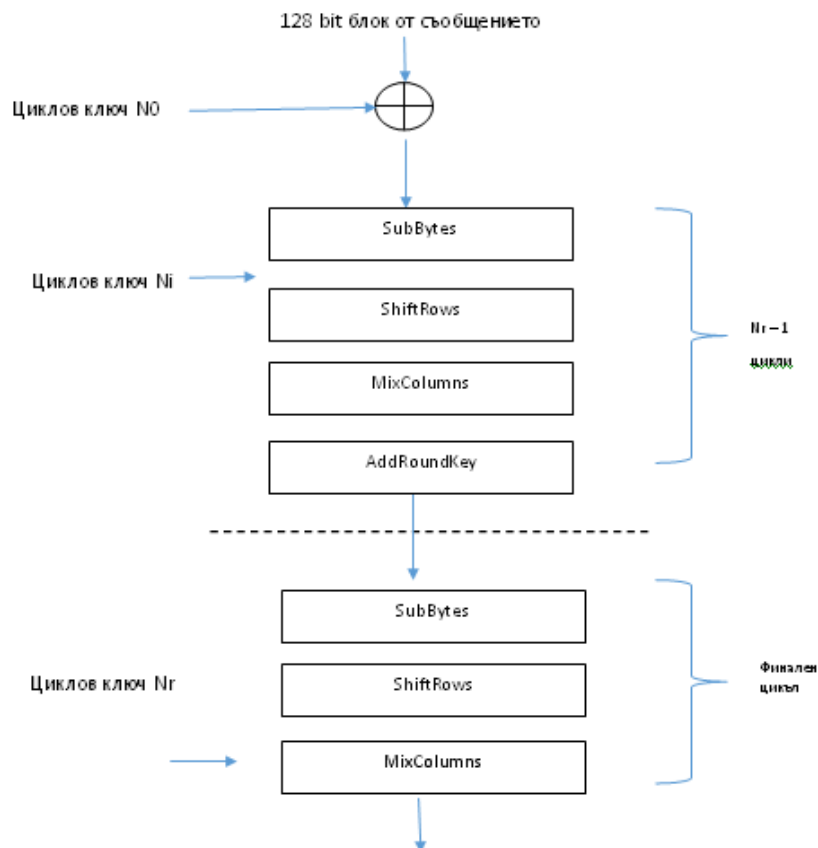 128 bit блок от съобщението
Циклов ключ N0
SubBytes
Циклов ключ Ni
ShiftRows
Nr – 1
цикли
MixColumns
AddRoundKey
SubBytes
Циклов ключ Nr
ShiftRows
Финален
цикъл
MixColumns